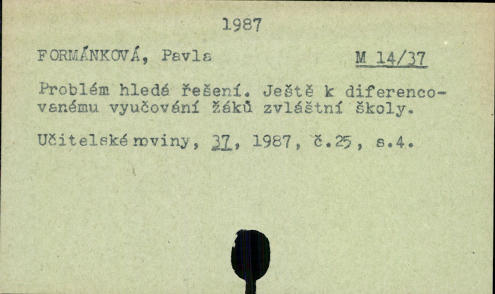 1987
FORMÁNKOVÁ, Pavla M 14/37
Problém hledá řešení. Ještě k diferenco-
vanému vyučování žáků zvláštní školy.
Učitelské noviny, 37, 1987, č.25, s.4.